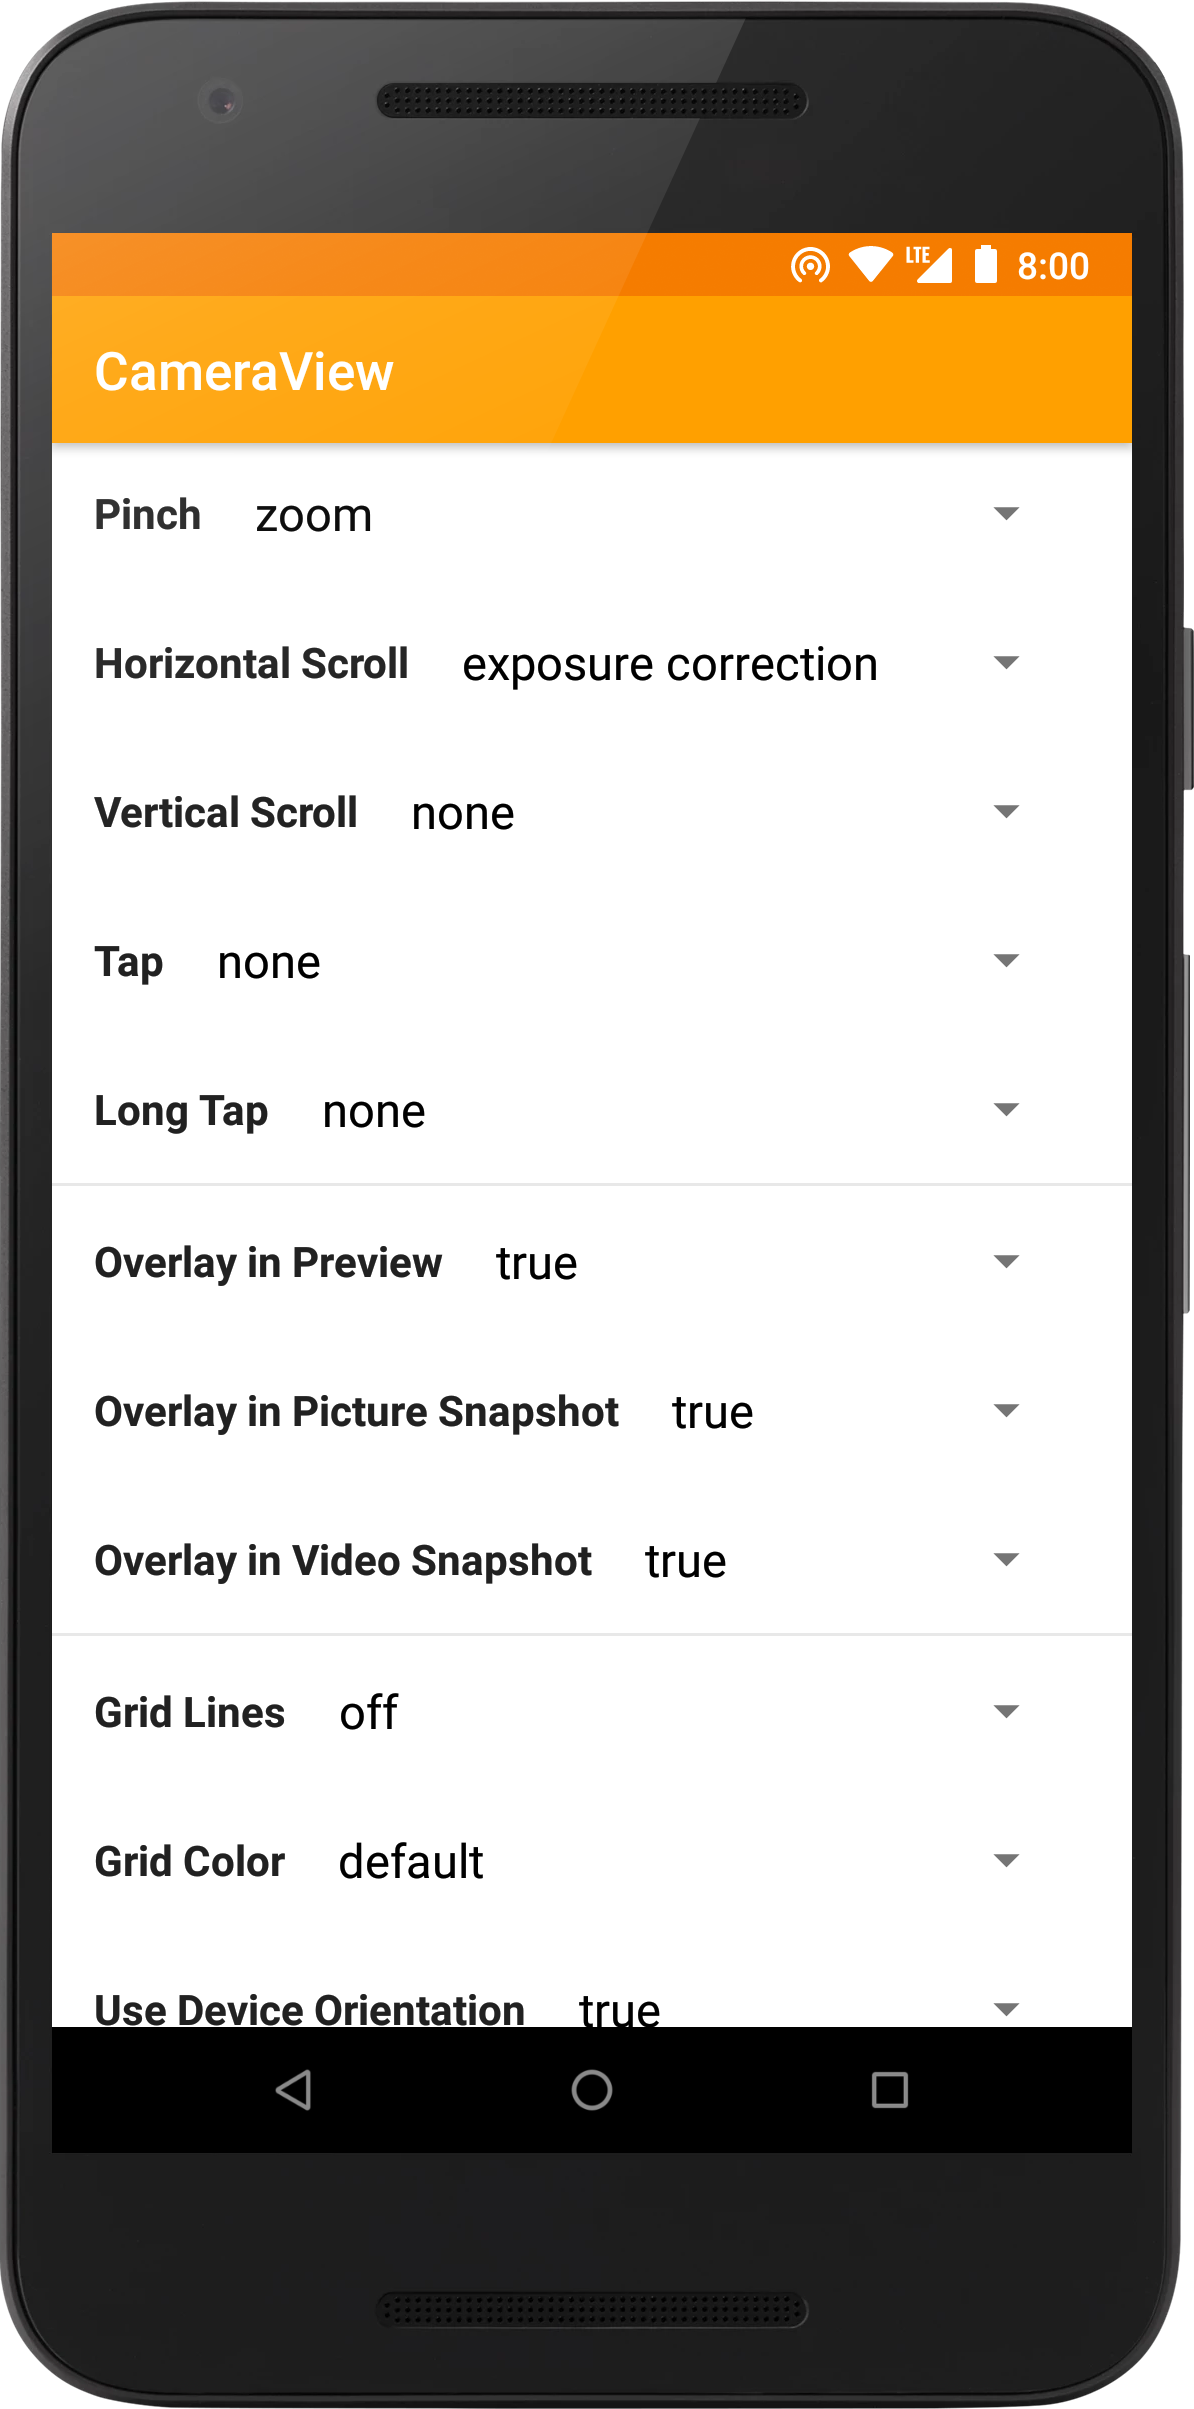 LTE 8:00
CameraView
Pinch zoom
Horizontal Scroll exposure correction
Vertical Scroll none
Tap none
Long Tap none
Overlay in Preview true
Overlay in Picture Snapshot true
Overlay in Video Snapshot true
Grid Lines off
Grid Color default
Use Device Orientation true